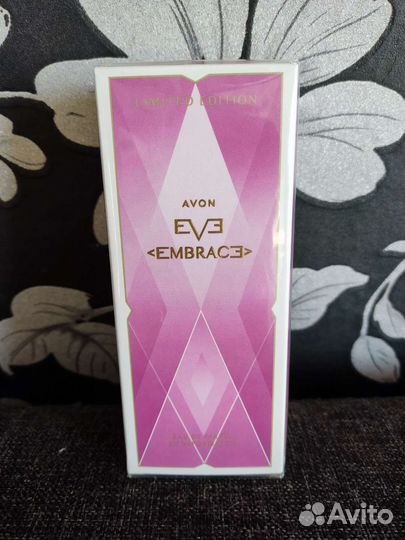 LIMITED EDITION
AVON
EVE
<EMBRACE>
Avito